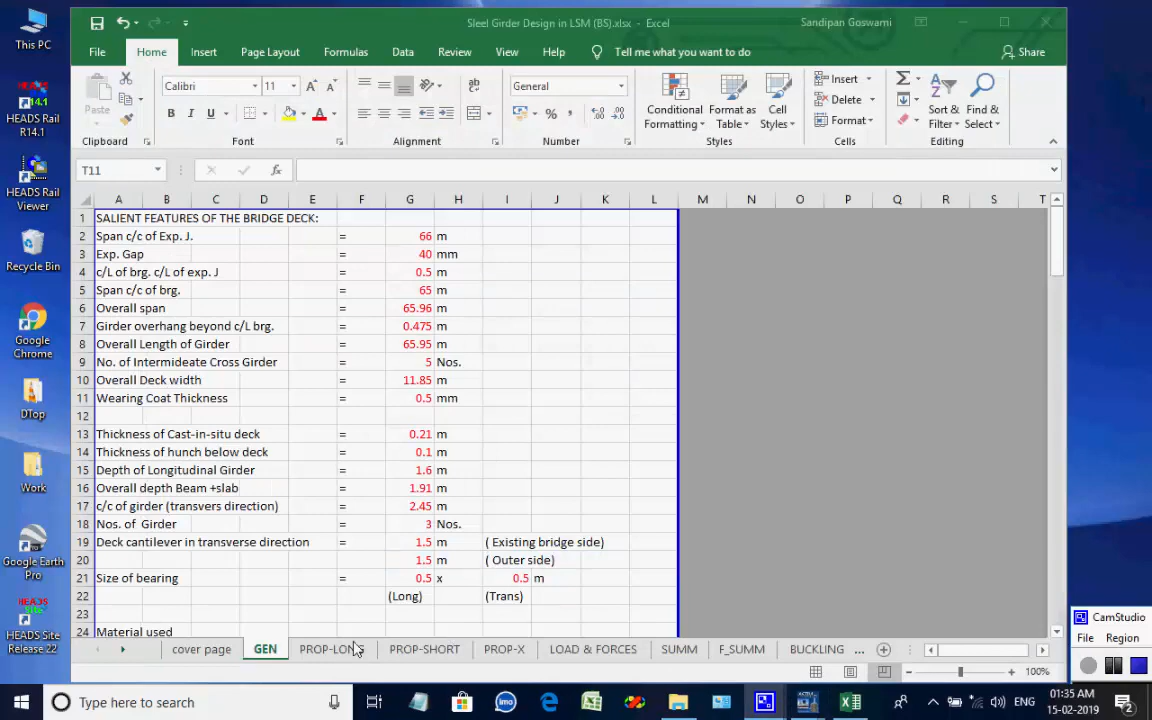 Sleel Girder Design in LSM (BS).xlsx - Excel
Sandipan Goswami
File Home Insert Page Layout Formulas Data Review View Help Tell me what you want to do Share
Paste
Calibri 11
B I U
A A
General
% ,
Conditional Formatting
Format as Table
Cell Styles
Insert
Delete
Format
Sort & Filter
Find & Select
Clipboard Font Alignment Number Styles Cells Editing
T11 fx
A B C D E F G H I J K L M N O P Q R S T
1 SALIENT FEATURES OF THE BRIDGE DECK:
2 Span c/c of Exp. J. = 66 m
3 Exp. Gap = 40 mm
4 c/L of brg. c/L of exp. J = 0.5 m
5 Span c/c of brg. = 65 m
6 Overall span = 65.96 m
7 Girder overhang beyond c/L brg. = 0.475 m
8 Overall Length of Girder = 65.95 m
9 No. of Intermideate Cross Girder = 5 Nos.
10 Overall Deck width = 11.85 m
11 Wearing Coat Thickness = 0.5 mm
12
13 Thickness of Cast-in-situ deck = 0.21 m
14 Thickness of hunch below deck = 0.1 m
15 Depth of Longitudinal Girder = 1.6 m
16 Overall depth Beam +slab = 1.91 m
17 c/c of girder (transvers direction) = 2.45 m
18 Nos. of Girder = 3 Nos.
19 Deck cantilever in transverse direction = 1.5 m ( Existing bridge side)
20 1.5 m ( Outer side)
21 Size of bearing = 0.5 x 0.5 m
22 (Long) (Trans)
23
24 Material used
cover page GEN PROP-LONG PROP-SHORT PROP-X LOAD & FORCES SUMM F_SUMM BUCKLING ...
100%
This PC
HEADS Rail R14.1
HEADS Rail Viewer
Recycle Bin
Google Chrome
DTop
Work
Google Earth Pro
HEADS Site Release 22
CamStudio
File Region
Type here to search
imo
ENG
01:35 AM
15-02-2019
2